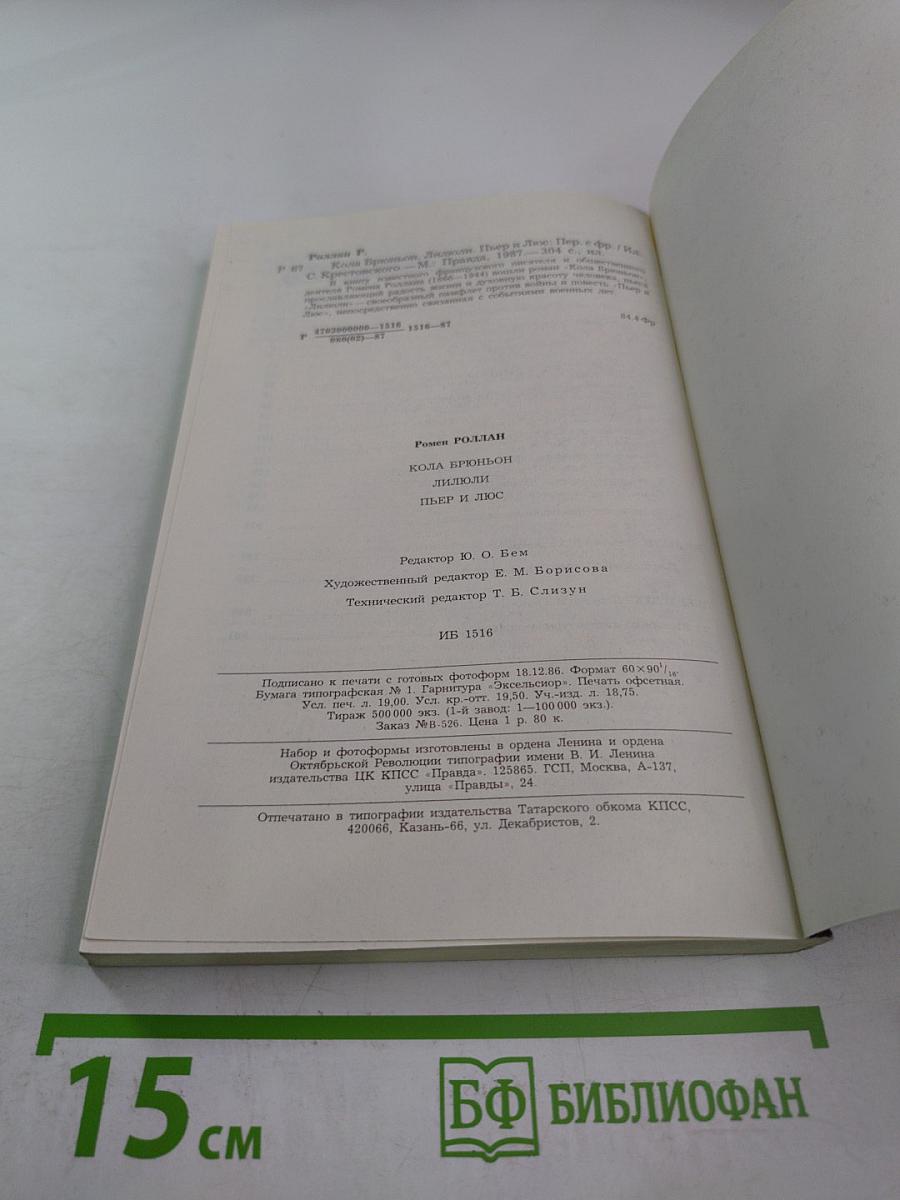 Роллан Р.
Р 67 Кола Брюньон. Лилюли. Пьер и Люс: Пер. с фр. / Ил.
С. Крестовского — М.: Правда, 1987.— 304 с., ил.
В книгу известного французского писателя и общественного
деятеля Ромена Роллана (1866—1944) вошли роман «Кола Брюньон»,
прославляющий радость жизни и духовную красоту человека, пьеса
«Лилюли» — своеобразный памфлет против войны и повесть «Пьер и
Люс», непосредственно связанная с событиями военных лет.
Р 4703000000—1516 1516—87
080(02)—87
84.4 Фр
Ромен РОЛЛАН
КОЛА БРЮНЬОН
ЛИЛЮЛИ
ПЬЕР И ЛЮС
Редактор Ю. О. Бем
Художественный редактор Е. М. Борисова
Технический редактор Т. Б. Слизун
ИБ 1516
Подписано к печати с готовых фотоформ 18.12.86. Формат 60×90 1/16.
Бумага типографская № 1. Гарнитура «Эксельсиор». Печать офсетная.
Усл. печ. л. 19,00. Усл. кр.-отт. 19,50. Уч.-изд. л. 18,75.
Тираж 500 000 экз. (1-й завод: 1—100 000 экз.).
Заказ №В-526. Цена 1 р. 80 к.
Набор и фотоформы изготовлены в ордена Ленина и ордена
Октябрьской Революции типографии имени В. И. Ленина
издательства ЦК КПСС «Правда». 125865. ГСП, Москва, А-137,
улица «Правды», 24.
Отпечатано в типографии издательства Татарского обкома КПСС,
420066, Казань-66, ул. Декабристов, 2.
15 см
БФ БИБЛИОФАН